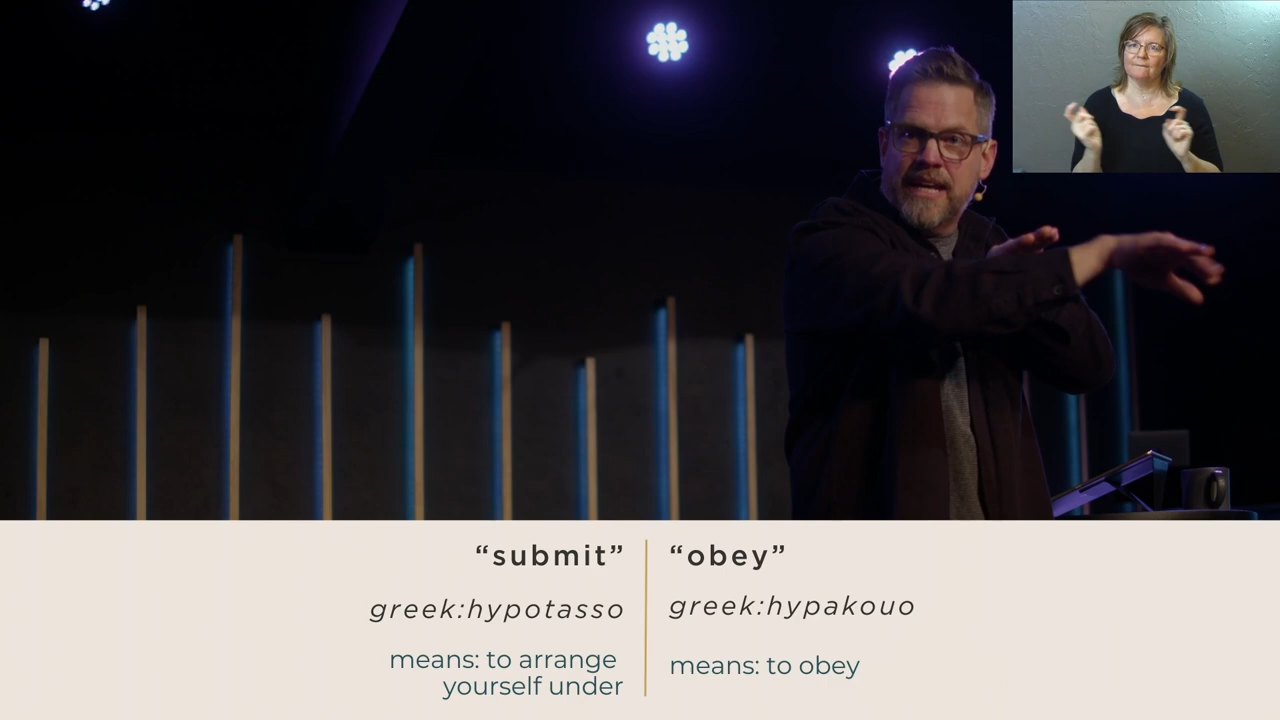 “submit”
greek:hypotasso
means: to arrange
yourself under
“obey”
greek:hypakouo
means: to obey